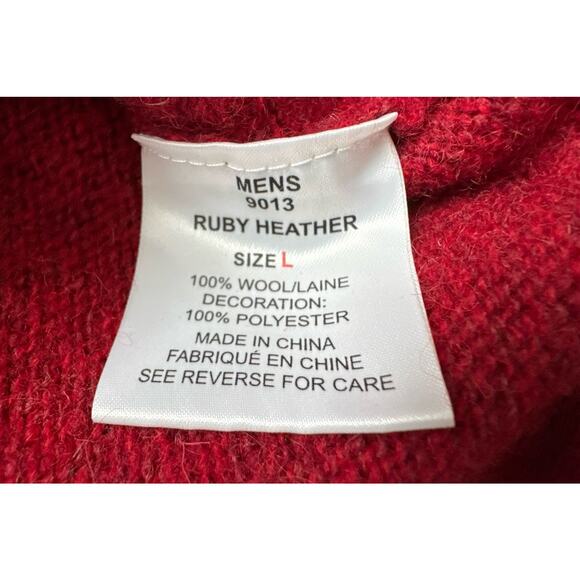 MENS
9013
RUBY HEATHER
SIZE L
100% WOOL/LAINE
DECORATION:
100% POLYESTER
MADE IN CHINA
FABRIQUÉ EN CHINE
SEE REVERSE FOR CARE